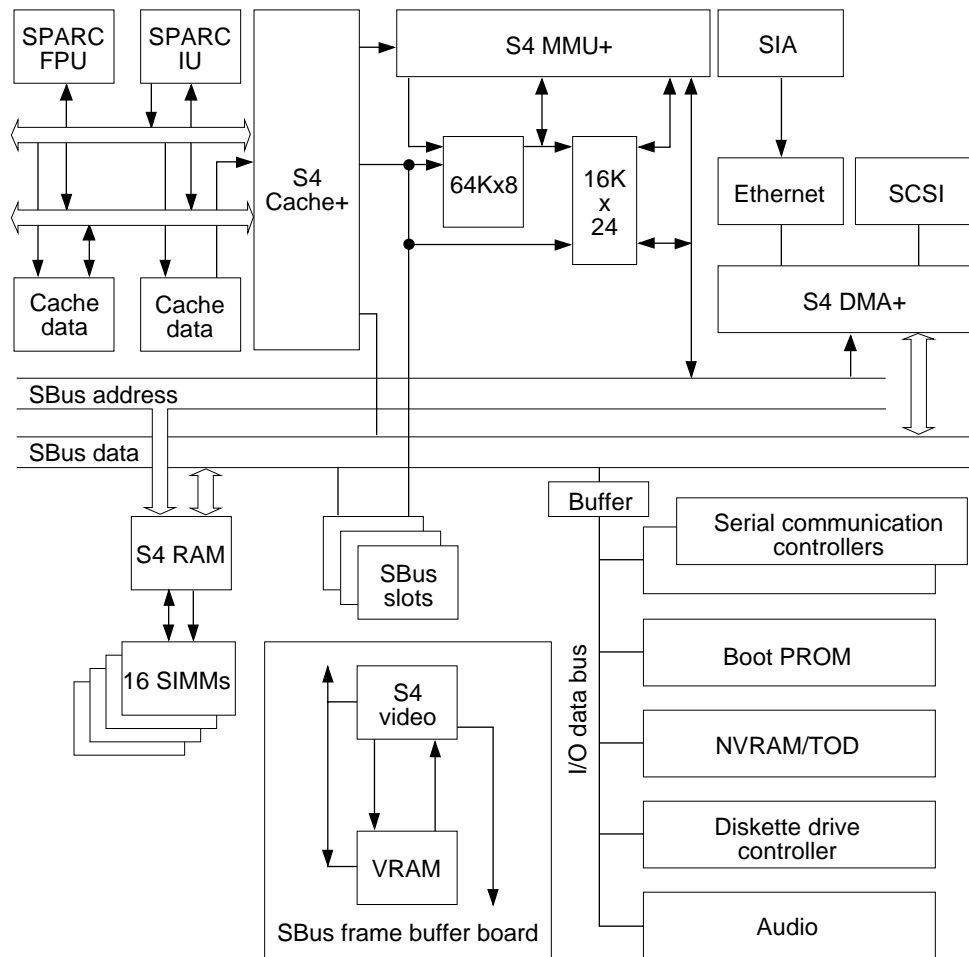 SPARC
FPU
SPARC
IU
S4 MMU+
SIA
S4
Cache+
64Kx8
16K
x
24
Ethernet
SCSI
Cache
data
Cache
data
S4 DMA+
SBus address
SBus data
Buffer
S4 RAM
SBus
slots
Serial communication
controllers
16 SIMMs
Boot PROM
S4
video
I/O data bus
NVRAM/TOD
VRAM
Diskette drive
controller
SBus frame buffer board
Audio